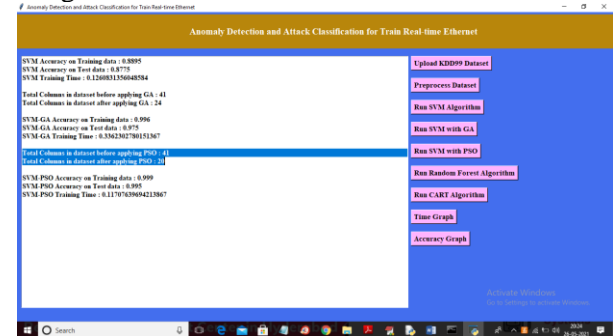 Anomaly Detection and Attack Classification for Train Real-time Ethernet
Anomaly Detection and Attack Classification for Train Real-time Ethernet
SVM Accuracy on Training data : 0.8895
SVM Accuracy on Test data : 0.8775
SVM Training Time : 0.1260831356048584
Total Columns in dataset before applying GA : 41
Total Columns in dataset after applying GA : 24
SVM-GA Accuracy on Training data : 0.996
SVM-GA Accuracy on Test data : 0.975
SVM-GA Training Time : 0.3362302780151367
Total Columns in dataset before applying PSO : 41
Total Columns in dataset after applying PSO : 20
SVM-PSO Accuracy on Training data : 0.999
SVM-PSO Accuracy on Test data : 0.995
SVM-PSO Training Time : 0.11707639694213867
Upload KDD99 Dataset
Preprocess Dataset
Run SVM Algorithm
Run SVM with GA
Run SVM with PSO
Run Random Forest Algorithm
Run CART Algorithm
Time Graph
Accuracy Graph
Activate Windows
Go to Settings to activate Windows.
Search
20:24
26-05-2021